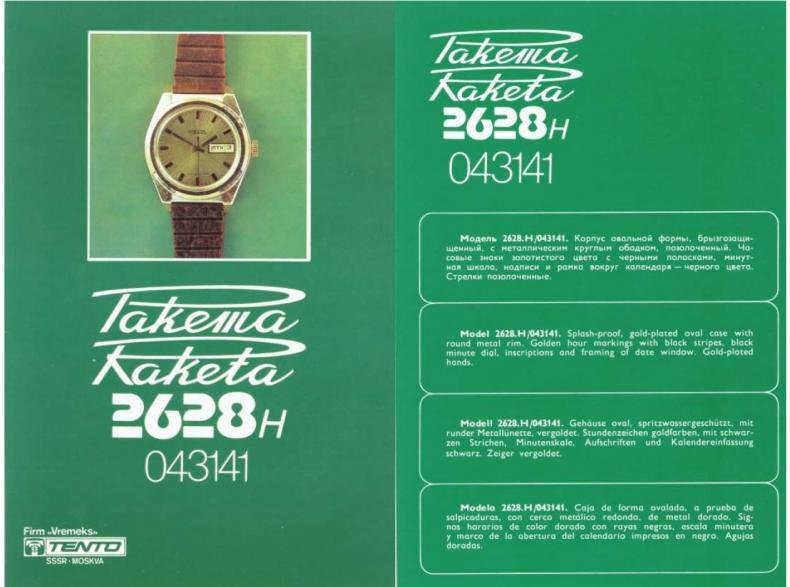 Ракета
Raketa
2628H
043141
Firm «Vremeks»
TENTO
SSSR · MOSKVA
Ракета
Raketa
2628H
043141
Модель 2628.Н/043141. Корпус овальной формы, брызгозащи-
щенный, с металлическим круглым ободком, позолоченный. Ча-
совые знаки золотистого цвета с черными полосками, минут-
ная шкала, надписи и рамка вокруг календаря — черного цвета.
Стрелки позолоченные.
Model 2628.H/043141. Splash-proof, gold-plated oval case with
round metal rim. Golden hour markings with black stripes, black
minute dial, inscriptions and framing of date window. Gold-plated
hands.
Modell 2628.H/043141. Gehäuse oval, spritzwassergeschützt, mit
runder Metallünette, vergoldet. Stundenzeichen goldfarben, mit schwar-
zen Strichen, Minutenskale, Aufschriften und Kalendereinfassung
schwarz. Zeiger vergoldet.
Modelo 2628.H/043141. Caja de forma ovalada, a prueba de
salpicaduras, con cerco metálico redondo, de metal dorado. Sig-
nos horarios de color dorado con rayas negras, escala minutera
y marco de la abertura del calendario impresos en negro. Agujas
doradas.